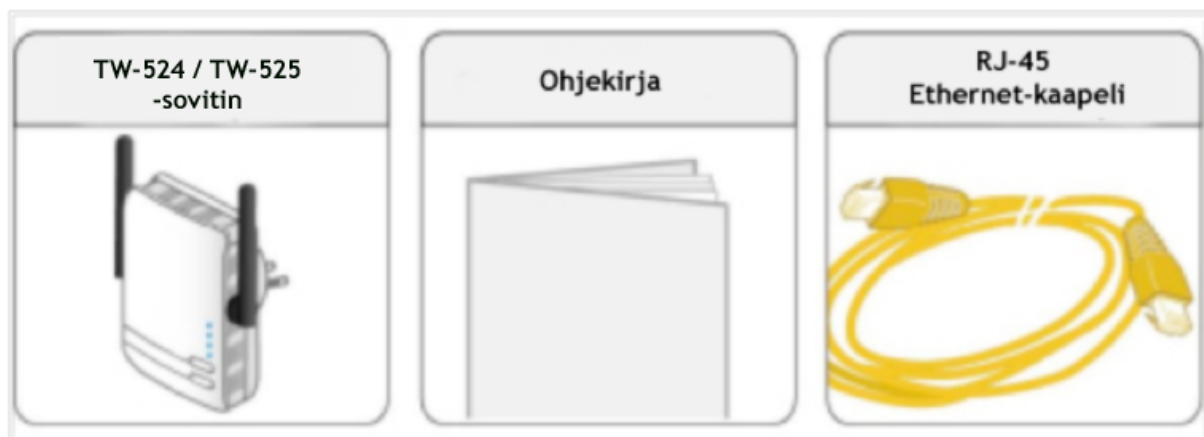 TW-524 / TW-525
-sovitin
Ohjekirja
RJ-45
Ethernet-kaapeli